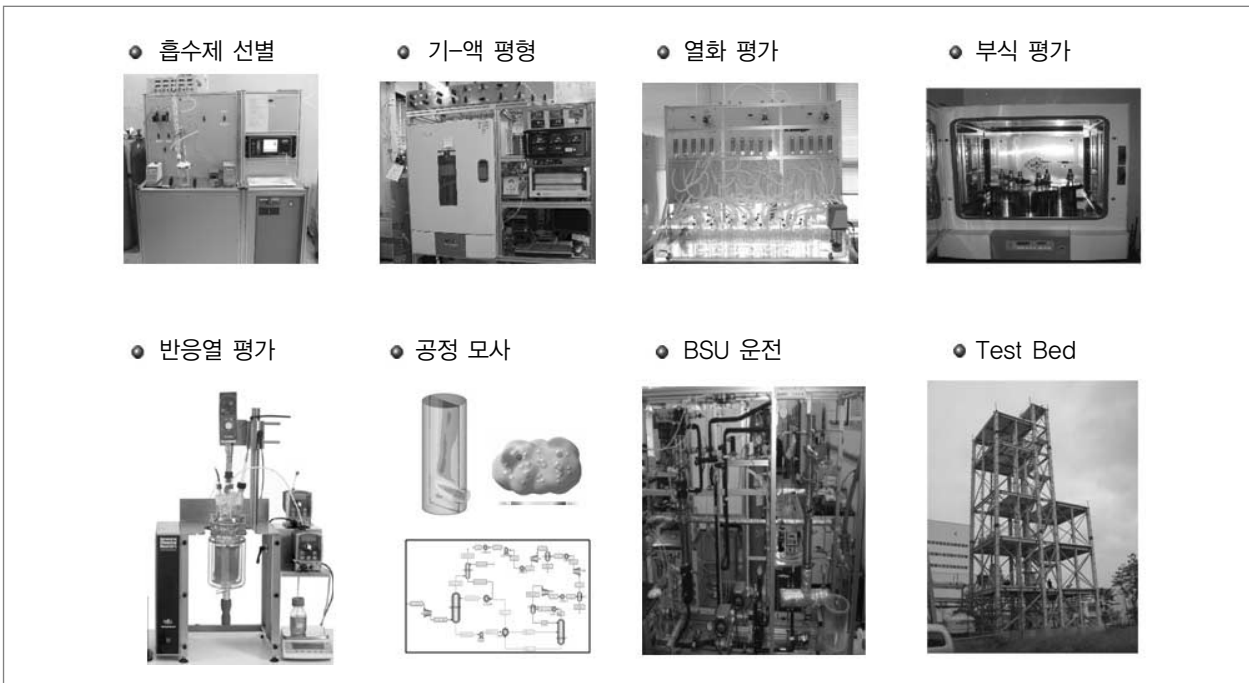 흡수제 선별
기-액 평형
열화 평가
부식 평가
반응열 평가
공정 모사
BSU 운전
Test Bed